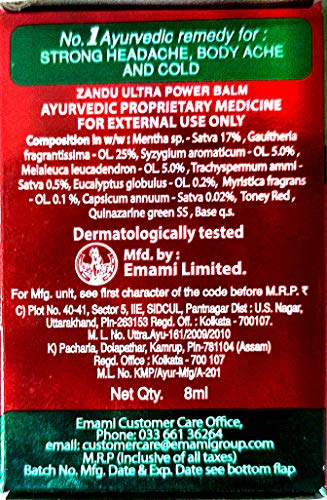 No. 1 Ayurvedic remedy for :
STRONG HEADACHE, BODY ACHE
AND COLD
ZANDU ULTRA POWER BALM
AYURVEDIC PROPRIETARY MEDICINE
FOR EXTERNAL USE ONLY
Composition in w/w : Mentha sp. - Satva 17% , Gaultheria
fragrantissima - OL. 25%, Syzygium aromaticum - OL. 5.0% ,
Melaleuca leucadendron - OL. 5.0%, Trachyspermum ammi -
Satva 0.5%, Eucalyptus globulus - OL. 0.2%, Myristica fragrans
- OL. 0.1 %, Capsicum annuum - Satva 0.02%, Toney Red ,
Quinazarine green SS , Base q.s.
Dermatologically tested
Mfd. by :
Emami Limited.
For Mfg. unit, see first character of the code before M.R.P. ₹
C) Plot No. 40-41, Sector 5, IIE, SIDCUL, Pantnagar Dist : U.S. Nagar,
Uttarakhand, Pin-263153 Regd. Off. : Kolkata - 700107.
M. L. No. Uttra.Ayu-161/2009/2010
K) Pacharia, Dolapathar, Kamrup, Pin-781104 (Assam)
Regd. Office : Kolkata - 700 107
M.L. No. KMP/Ayur-Mfg/A-201
Net Qty. 8ml
Emami Customer Care Office,
Phone: 033 661 36264
email: customercare@emamigroup.com
M.R.P (Inclusive of all taxes)
Batch No. Mfg. Date & Exp. Date see bottom flap